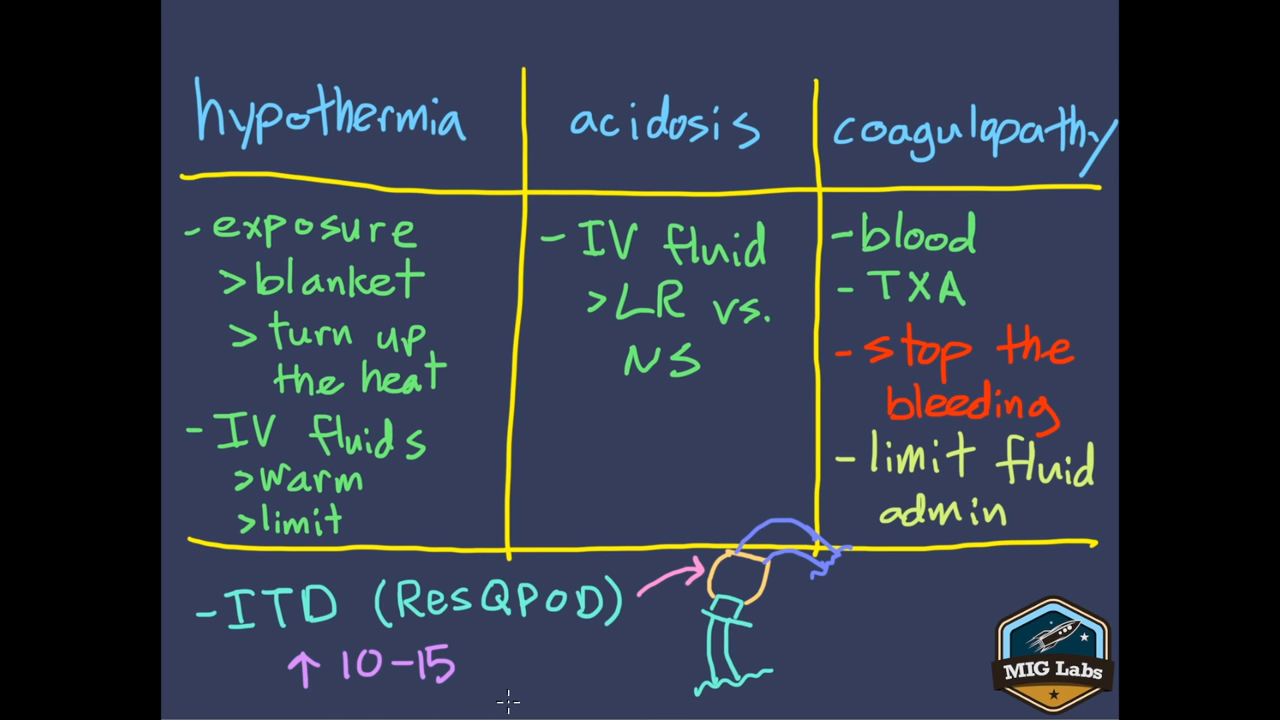 hypothermia
acidosis
coagulopathy
- exposure
> blanket
> turn up
the heat
- IV fluids
> warm
> limit
- IV fluid
> LR vs.
NS
- blood
- TXA
- stop the
bleeding
- limit fluid
admin
- ITD (ResQPOD)
↑ 10-15
MIG Labs